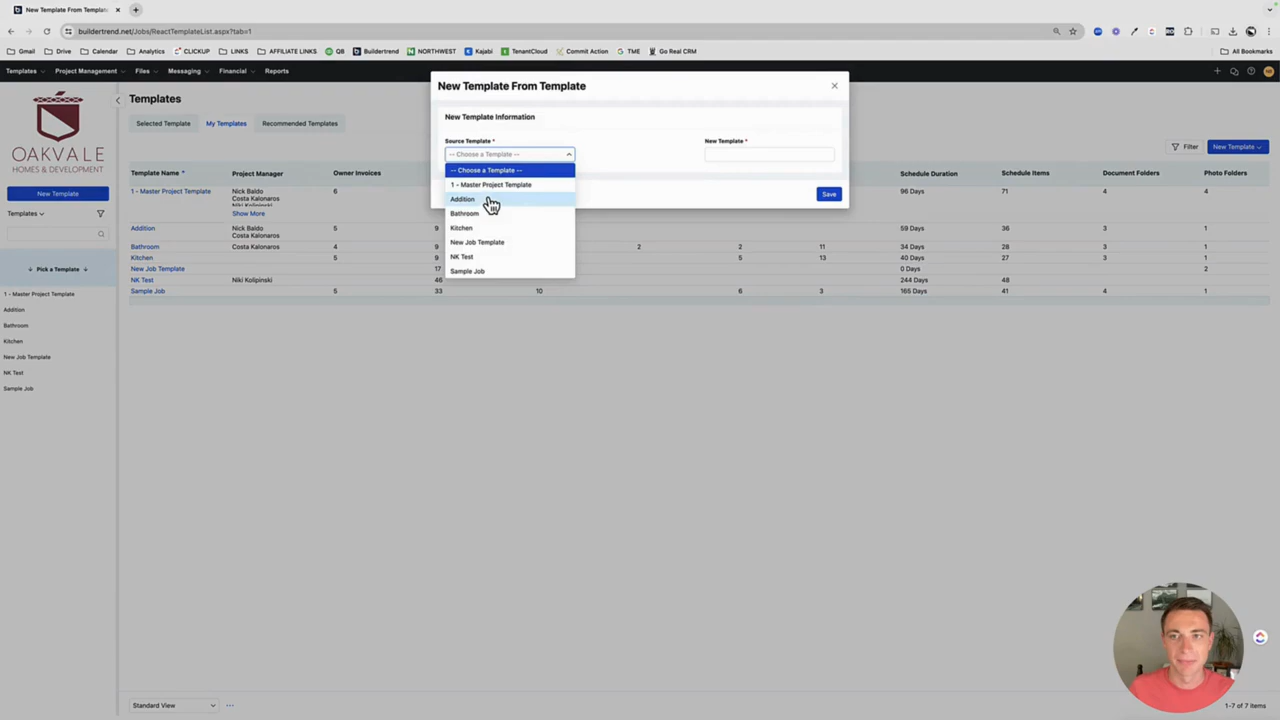 New Template From Template
buildertrend.net/Jobs/ReactTemplateList.aspx?tab=1
Gmail Drive Calendar Analytics CLICKUP LINKS AFFILIATE LINKS QB Buildertrend NORTHWEST Kajabi TenantCloud Commit Action TME Go Real CRM All Bookmarks
Templates Project Management Files Messaging Financial Reports
OAKVALE
HOMES & DEVELOPMENT
New Template
Templates
Pick a Template
1 - Master Project Template
Addition
Bathroom
Kitchen
New Job Template
NK Test
Sample Job
Templates
Selected Template My Templates Recommended Templates
Filter New Template
Template Name Project Manager Owner Invoices Schedule Duration Schedule Items Document Folders Photo Folders
1 - Master Project Template Nick Baldo 6 96 Days 71 4 4
Costa Kalonaros
Niki Kolipinski
Show More
Addition Nick Baldo 5 9 59 Days 36 3 1
Costa Kalonaros
Bathroom Costa Kalonaros 4 9 2 2 11 34 Days 28 3 1
Kitchen 5 9 5 13 40 Days 27 3 1
New Job Template 17 0 Days 2
NK Test Niki Kolipinski 46 244 Days 48
Sample Job 5 33 10 6 3 165 Days 41 4 1
New Template From Template
New Template Information
Source Template *
-- Choose a Template --
New Template *
-- Choose a Template --
1 - Master Project Template
Addition
Bathroom
Kitchen
New Job Template
NK Test
Sample Job
Save
Standard View
1-7 of 7 items